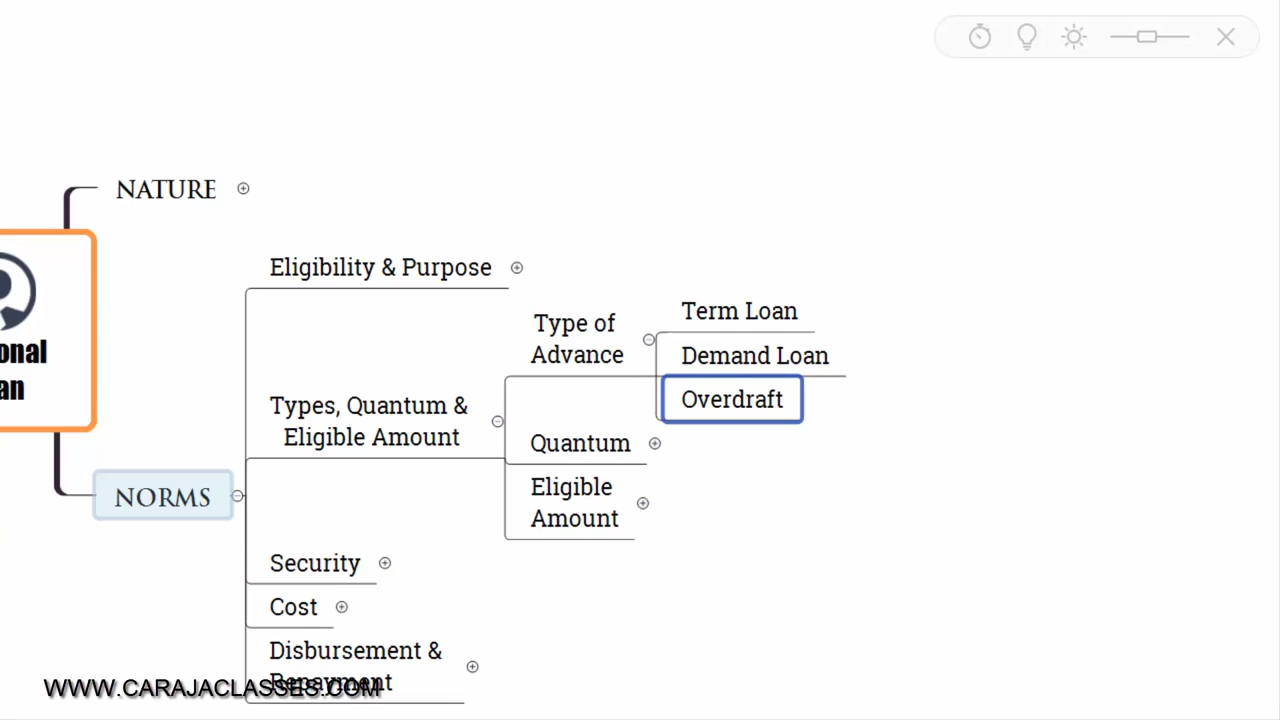 NATURE
onal
an
NORMS
Eligibility & Purpose
Types, Quantum &
Eligible Amount
Type of
Advance
Term Loan
Demand Loan
Overdraft
Quantum
Eligible
Amount
Security
Cost
Disbursement &
Repayment
WWW.CARAJACLASSES.COM